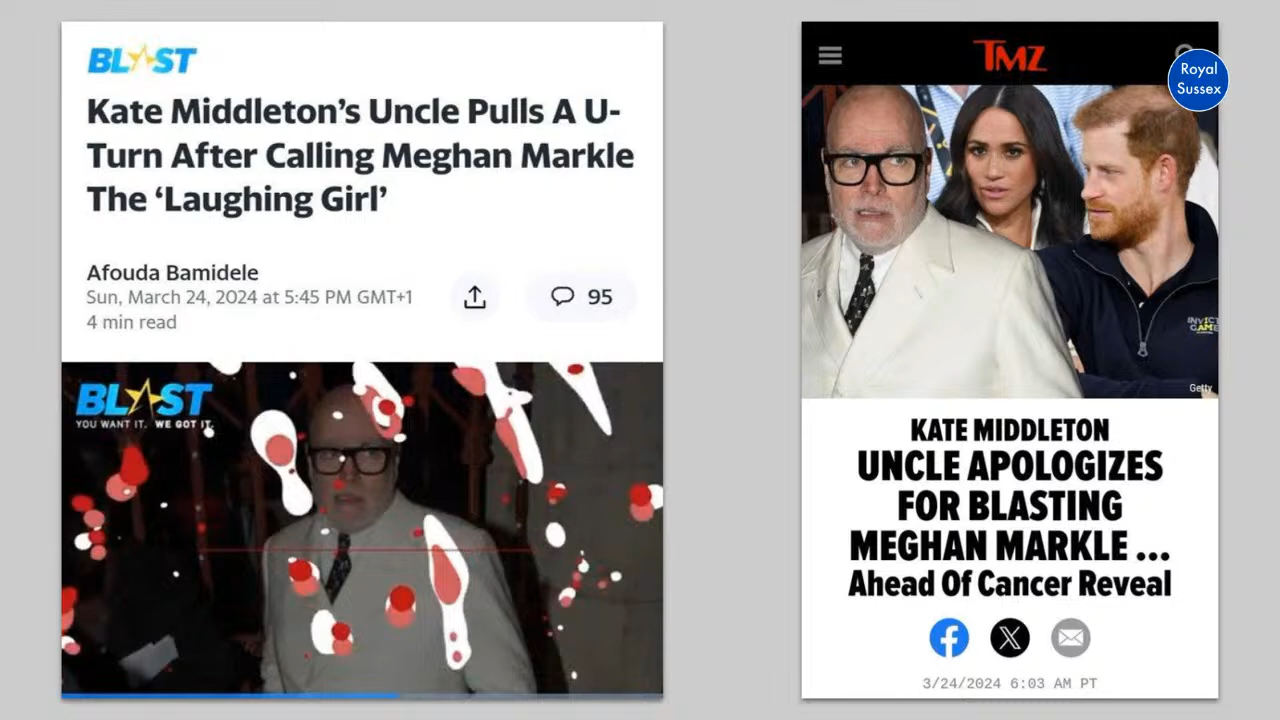 BLAST
Kate Middleton’s Uncle Pulls A U-
Turn After Calling Meghan Markle
The ‘Laughing Girl’
Afouda Bamidele
Sun, March 24, 2024 at 5:45 PM GMT+1
4 min read
95
BLAST
YOU WANT IT. WE GOT IT.
TMZ
Royal
Sussex
INVICT
GAME
Getty
KATE MIDDLETON
UNCLE APOLOGIZES
FOR BLASTING
MEGHAN MARKLE ...
Ahead Of Cancer Reveal
3/24/2024 6:03 AM PT